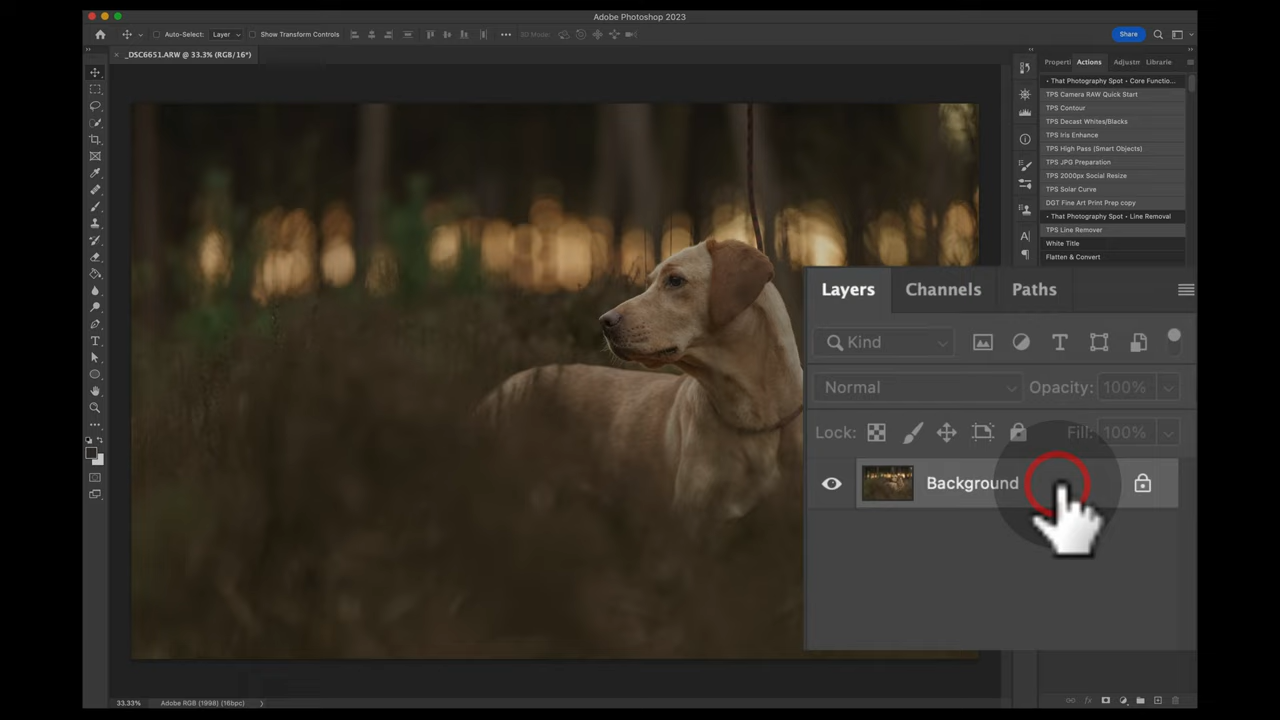 Adobe Photoshop 2023
Auto-Select: Layer Show Transform Controls 3D Mode: Share
_DSC6651.ARW @ 33.3% (RGB/16*)
Properti Actions Adjustm Librarie
• That Photography Spot • Core Functio...
TPS Camera RAW Quick Start
TPS Contour
TPS Decast Whites/Blacks
TPS Iris Enhance
TPS High Pass (Smart Objects)
TPS JPG Preparation
TPS 2000px Social Resize
TPS Solar Curve
DGT Fine Art Print Prep copy
• That Photography Spot • Line Removal
TPS Line Remover
White Title
Flatten & Convert
Layers Channels Paths
Kind
Normal Opacity: 100%
Lock: Fill: 100%
Background
33.33% Adobe RGB (1998) (16bpc)